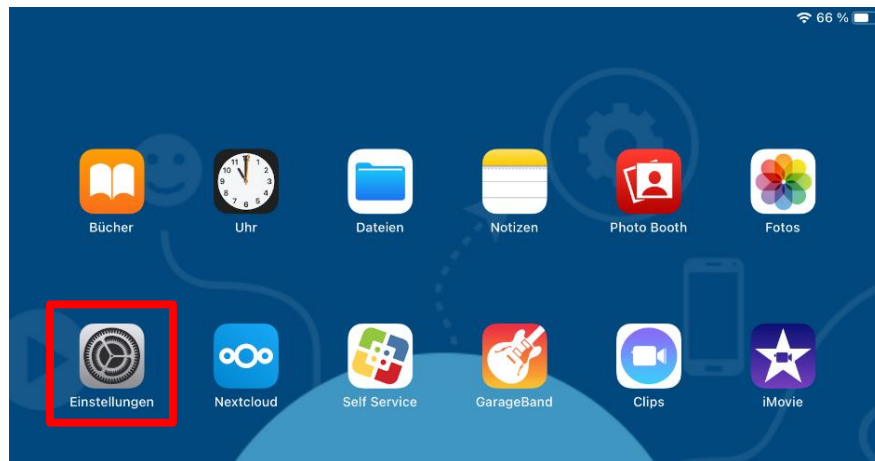 66 %
Bücher
Uhr
Dateien
Notizen
Photo Booth
Fotos
Einstellungen
Nextcloud
Self Service
GarageBand
Clips
iMovie